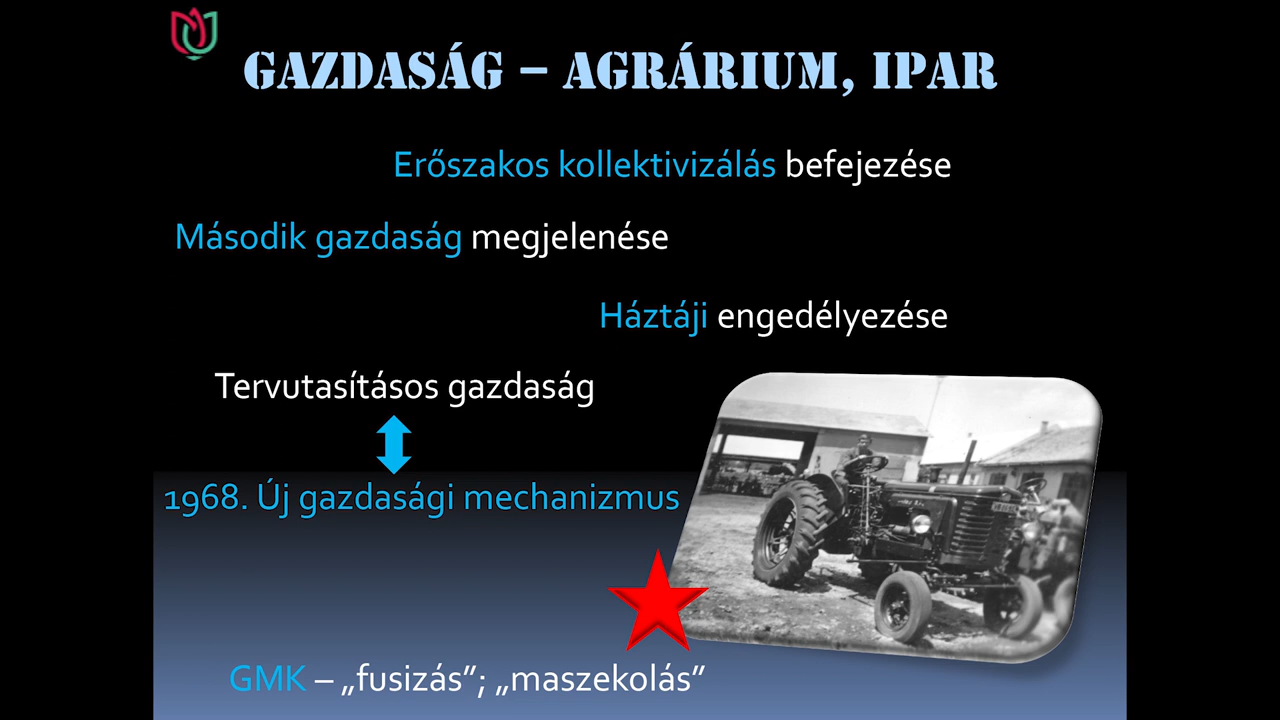 GAZDASÁG – AGRÁRIUM, IPAR
Erőszakos kollektivizálás befejezése
Második gazdaság megjelenése
Háztáji engedélyezése
Tervutasításos gazdaság
1968. Új gazdasági mechanizmus
GMK – „fusizás”; „maszekolás”